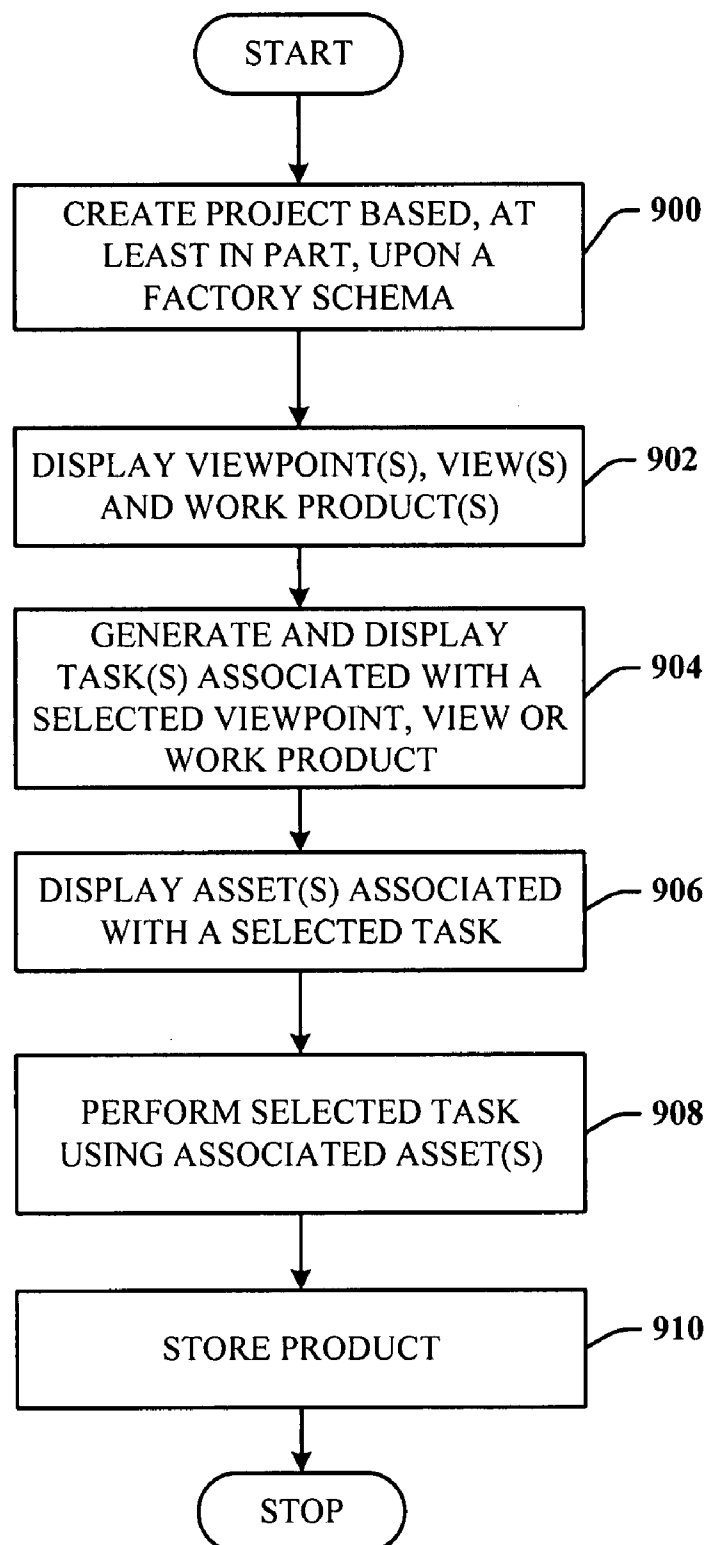 START
CREATE PROJECT BASED, AT
LEAST IN PART, UPON A
FACTORY SCHEMA
900
DISPLAY VIEWPOINT(S), VIEW(S)
AND WORK PRODUCT(S)
902
GENERATE AND DISPLAY
TASK(S) ASSOCIATED WITH A
SELECTED VIEWPOINT, VIEW OR
WORK PRODUCT
904
DISPLAY ASSET(S) ASSOCIATED
WITH A SELECTED TASK
906
PERFORM SELECTED TASK
USING ASSOCIATED ASSET(S)
908
STORE PRODUCT
910
STOP